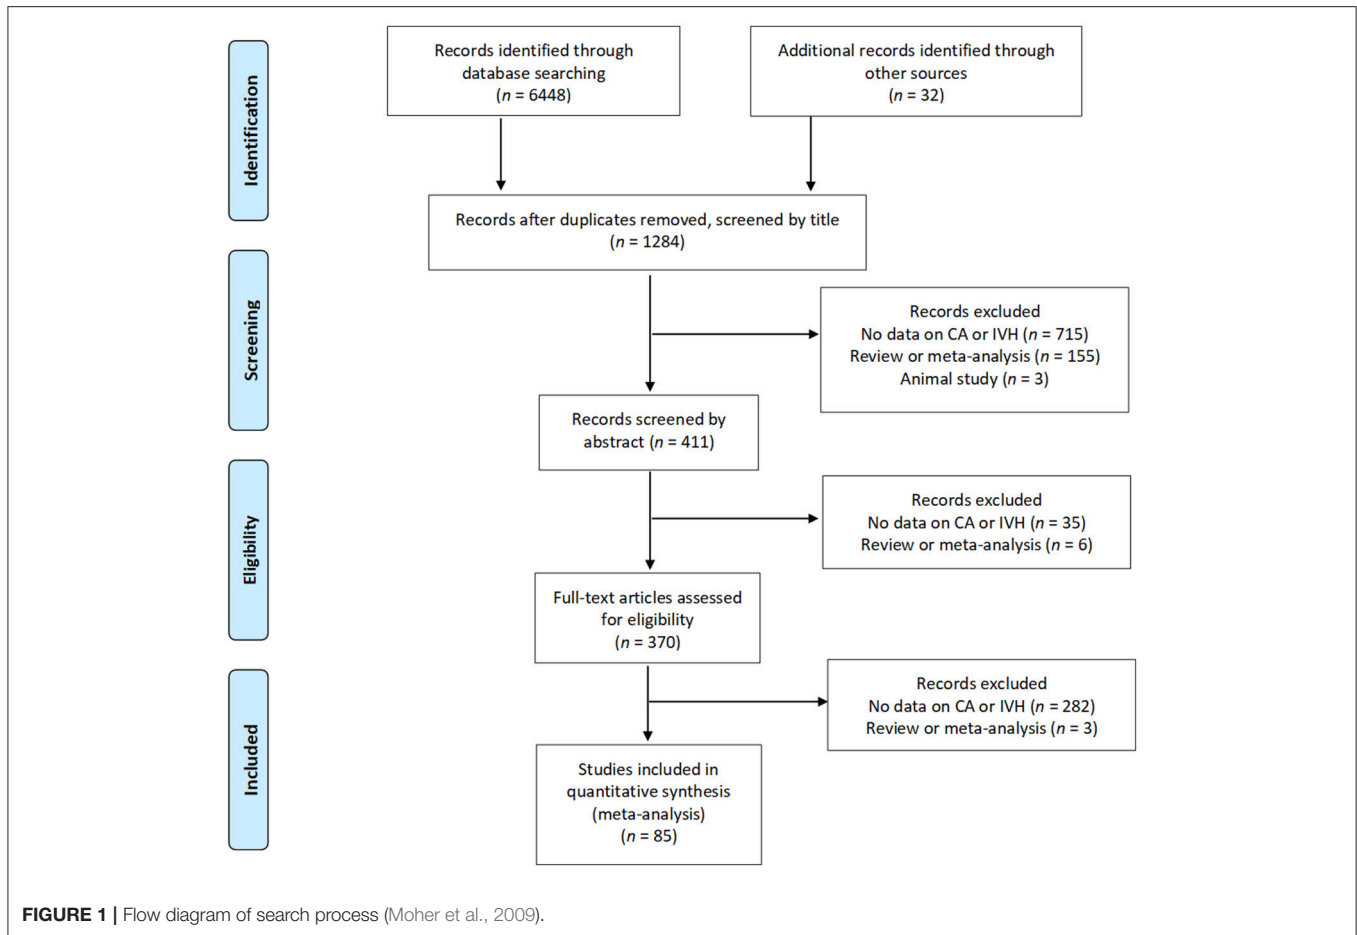 Identification
Records identified through
database searching
(n = 6448)
Additional records identified through
other sources
(n = 32)
Records after duplicates removed, screened by title
(n = 1284)
Screening
Records excluded
No data on CA or IVH (n = 715)
Review or meta-analysis (n = 155)
Animal study (n = 3)
Records screened by
abstract (n = 411)
Eligibility
Records excluded
No data on CA or IVH (n = 35)
Review or meta-analysis (n = 6)
Full-text articles assessed
for eligibility
(n = 370)
Included
Records excluded
No data on CA or IVH (n = 282)
Review or meta-analysis (n = 3)
Studies included in
quantitative synthesis
(meta-analysis)
(n = 85)
FIGURE 1 | Flow diagram of search process (Moher et al., 2009).